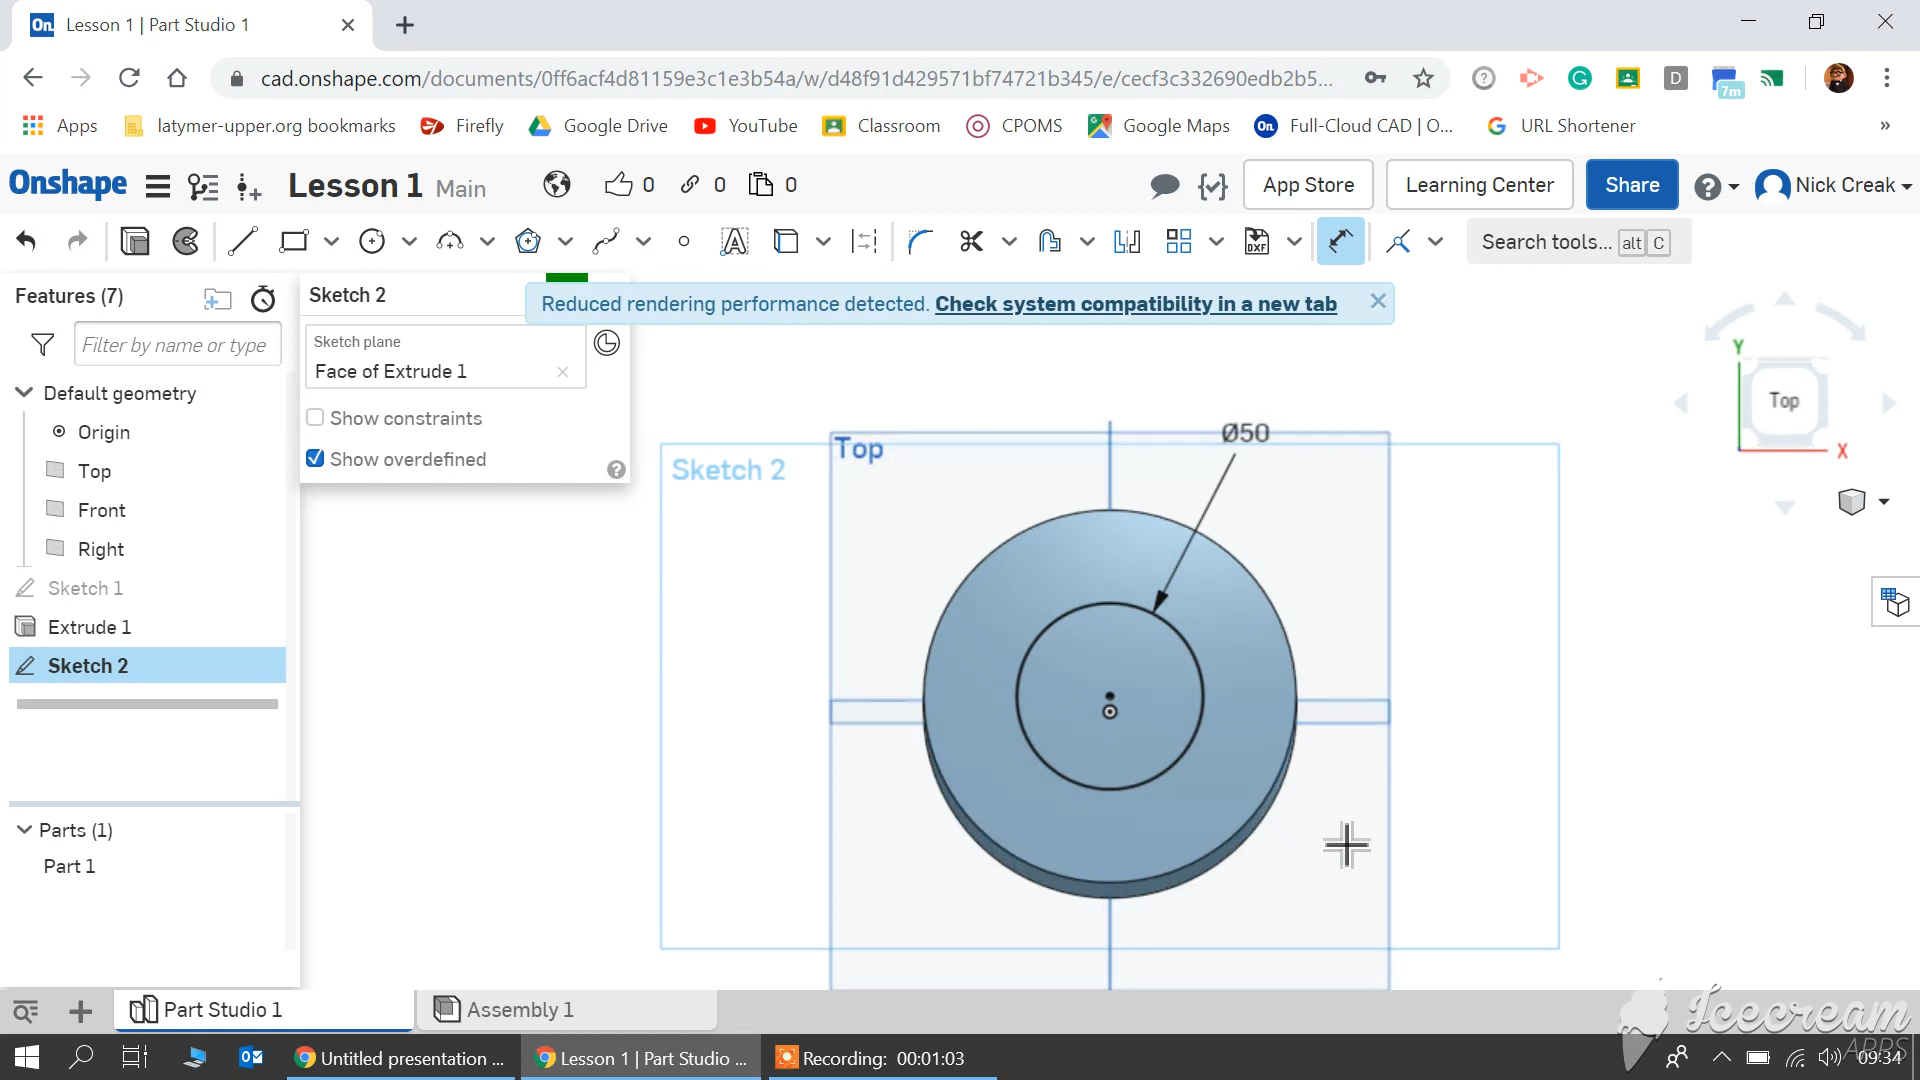 On Lesson 1 | Part Studio 1
cad.onshape.com/documents/0ff6acf4d81159e3c1e3b54a/w/d48f91d429571bf74721b345/e/cecf3c332690edb2b5...
? D 7m
Apps latymer-upper.org bookmarks Firefly Google Drive YouTube Classroom CPOMS Google Maps On Full-Cloud CAD | O... URL Shortener »
Onshape Lesson 1 Main 0 0 0 App Store Learning Center Share ? Nick Creak
A DXF Search tools... alt C
Features (7)
Filter by name or type
Default geometry
Origin
Top
Front
Right
Sketch 1
Extrude 1
Sketch 2
Parts (1)
Part 1
Sketch 2
Sketch plane
Face of Extrude 1
Show constraints
Show overdefined
?
Reduced rendering performance detected. Check system compatibility in a new tab
Sketch 2
Top
Ø50
Y
Top
X
Part Studio 1 Assembly 1
Untitled presentation ... Lesson 1 | Part Studio ... Recording: 00:01:03 09:34
Icecream
APPS